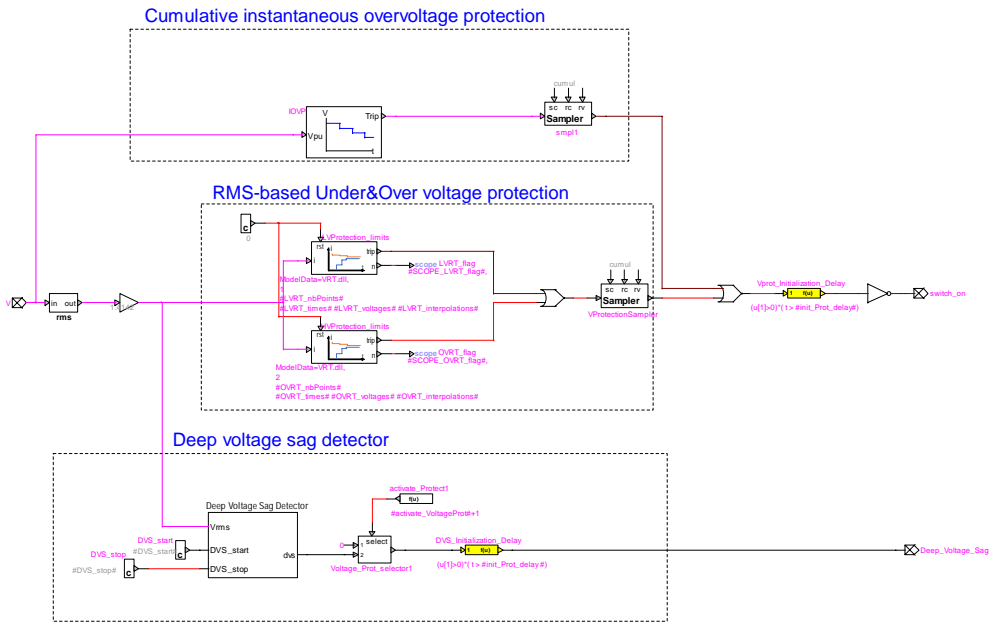 Cumulative instantaneous overvoltage protection
cumul
IOVP
V
Trip
Vpu
t
sc rc rv
Sampler
smpl1
RMS-based Under&Over voltage protection
c
0
LVProtection_limits
rst
i
trip
i
n
t
scope LVRT_flag
#SCOPE_LVRT_flag#,
ModelData=VRT.dll,
1
#LVRT_nbPoints#
#LVRT_times# #LVRT_voltages# #LVRT_interpolations#
cumul
sc rc rv
Sampler
VProtectionSampler
V
in out
rms
Vprot_Initialization_Delay
1 f(u)
(u[1]>0)*( t > #init_Prot_delay#)
switch_on
VProtection_limits
rst
i
trip
i
n
t
scope OVRT_flag
#SCOPE_OVRT_flag#,
ModelData=VRT.dll,
2
#OVRT_nbPoints#
#OVRT_times# #OVRT_voltages# #OVRT_interpolations#
Deep voltage sag detector
activate_Protect1
f(u)
#activate_VoltageProt#+1
Deep Voltage Sag Detector
Vrms
DVS_start
DVS_stop
dvs
DVS_start
#DVS_start#
c
DVS_stop
#DVS_stop#
c
0
select
1
2
Voltage_Prot_selector1
DVS_Initialization_Delay
1 f(u)
(u[1]>0)*( t > #init_Prot_delay#)
Deep_Voltage_Sag